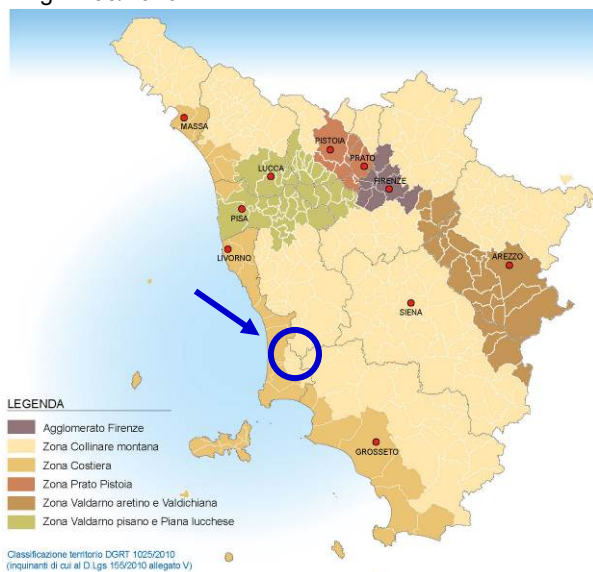 MASSA
PISTOIA
PRATO
LUCCA
FIRENZE
PISA
LIVORNO
AREZZO
SIENA
GROSSETO
LEGENDA
Agglomerato Firenze
Zona Collinare montana
Zona Costiera
Zona Prato Pistoia
Zona Valdarno aretino e Valdichiana
Zona Valdarno pisano e Piana lucchese
Classificazione territorio DGRT 1025/2010
(inquinanti di cui al D.Lgs 155/2010 allegato V)